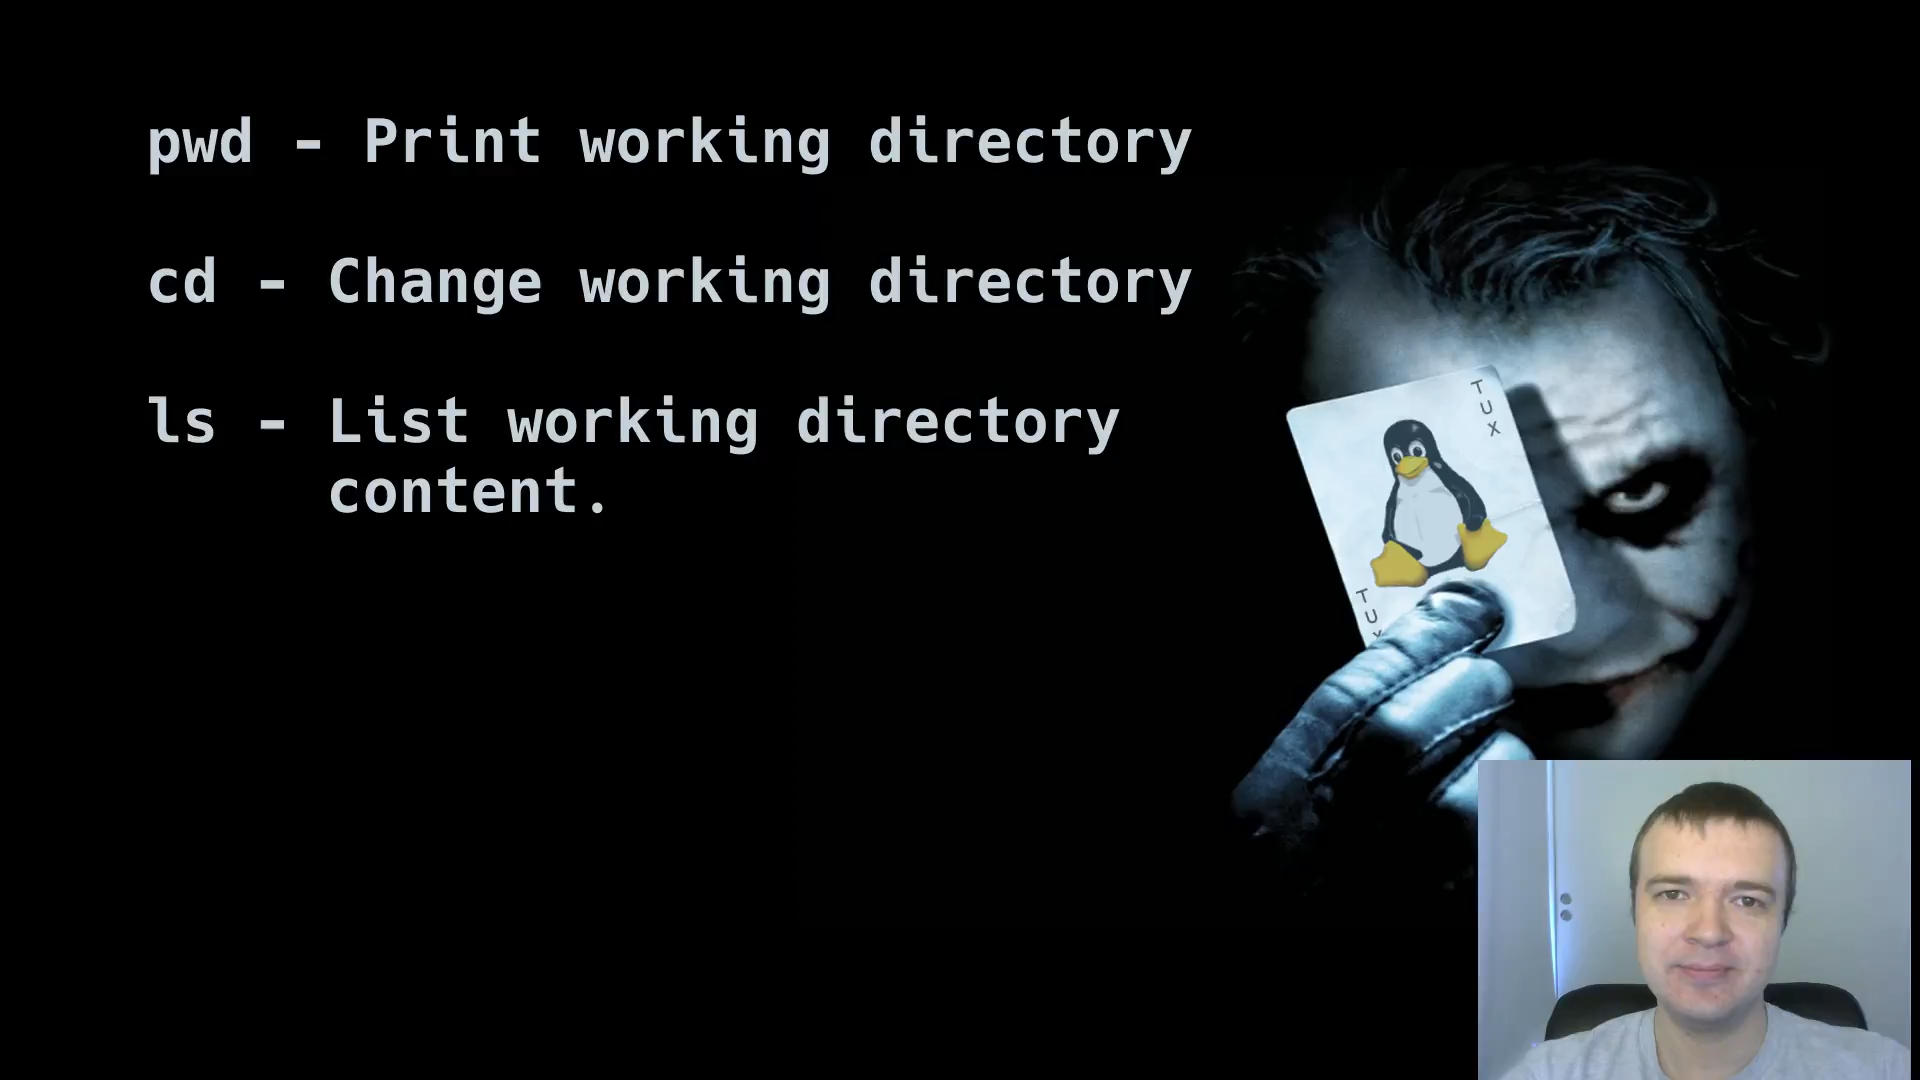 pwd - Print working directory
cd - Change working directory
ls - List working directory
content.
TUX
TUX